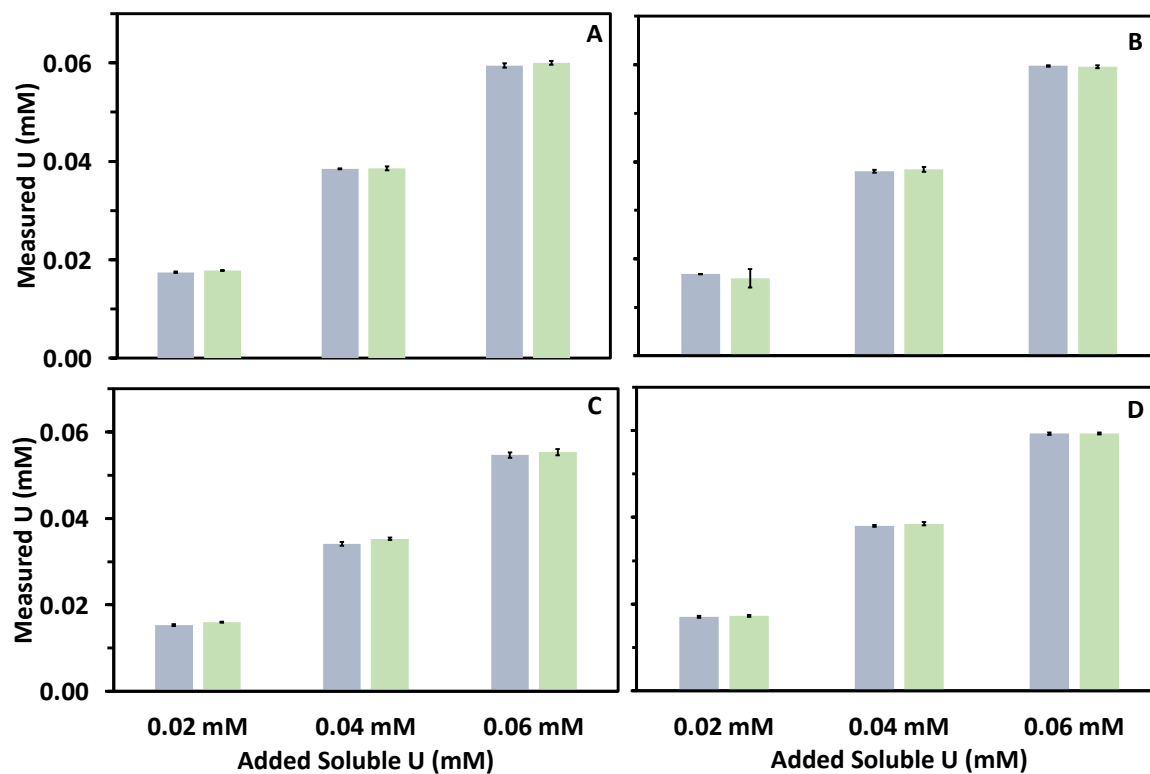 A
B
0.06
0.04
0.02
0.00
Measured U (mM)
C
D
0.06
0.04
0.02
0.00
Measured U (mM)
0.02 mM 0.04 mM 0.06 mM
Added Soluble U (mM)
0.02 mM 0.04 mM 0.06 mM
Added Soluble U (mM)